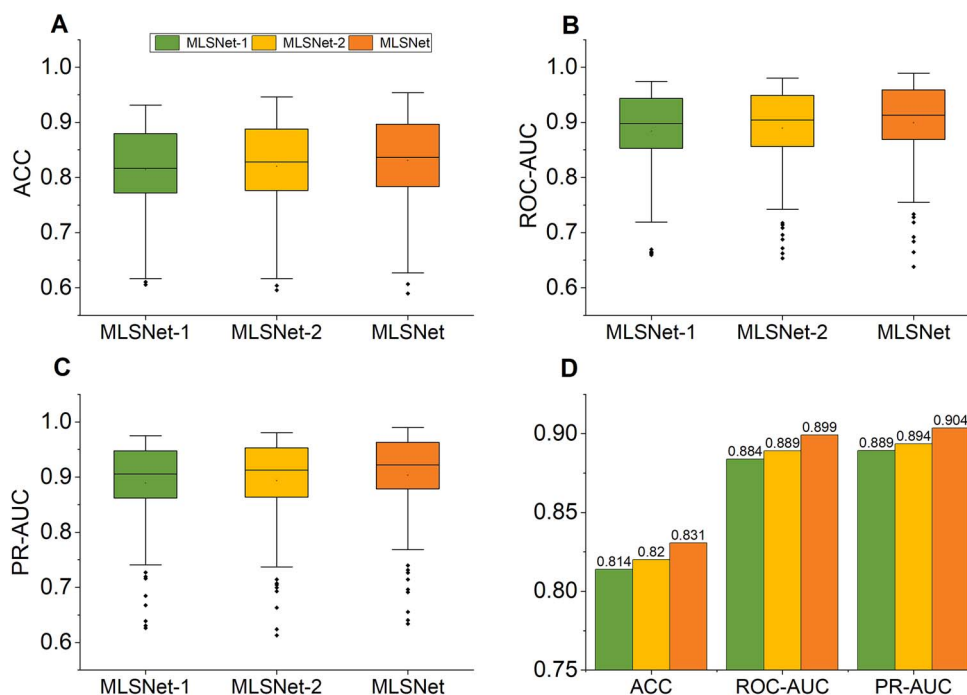 A
MLSNet-1 MLSNet-2 MLSNet
ACC
1.0
0.9
0.8
0.7
0.6
MLSNet-1 MLSNet-2 MLSNet
B
ROC-AUC
1.0
0.9
0.8
0.7
0.6
MLSNet-1 MLSNet-2 MLSNet
C
PR-AUC
1.0
0.9
0.8
0.7
0.6
MLSNet-1 MLSNet-2 MLSNet
D
0.90
0.85
0.80
0.75
0.814 0.82 0.831
0.884 0.889 0.899
0.889 0.894 0.904
ACC ROC-AUC PR-AUC